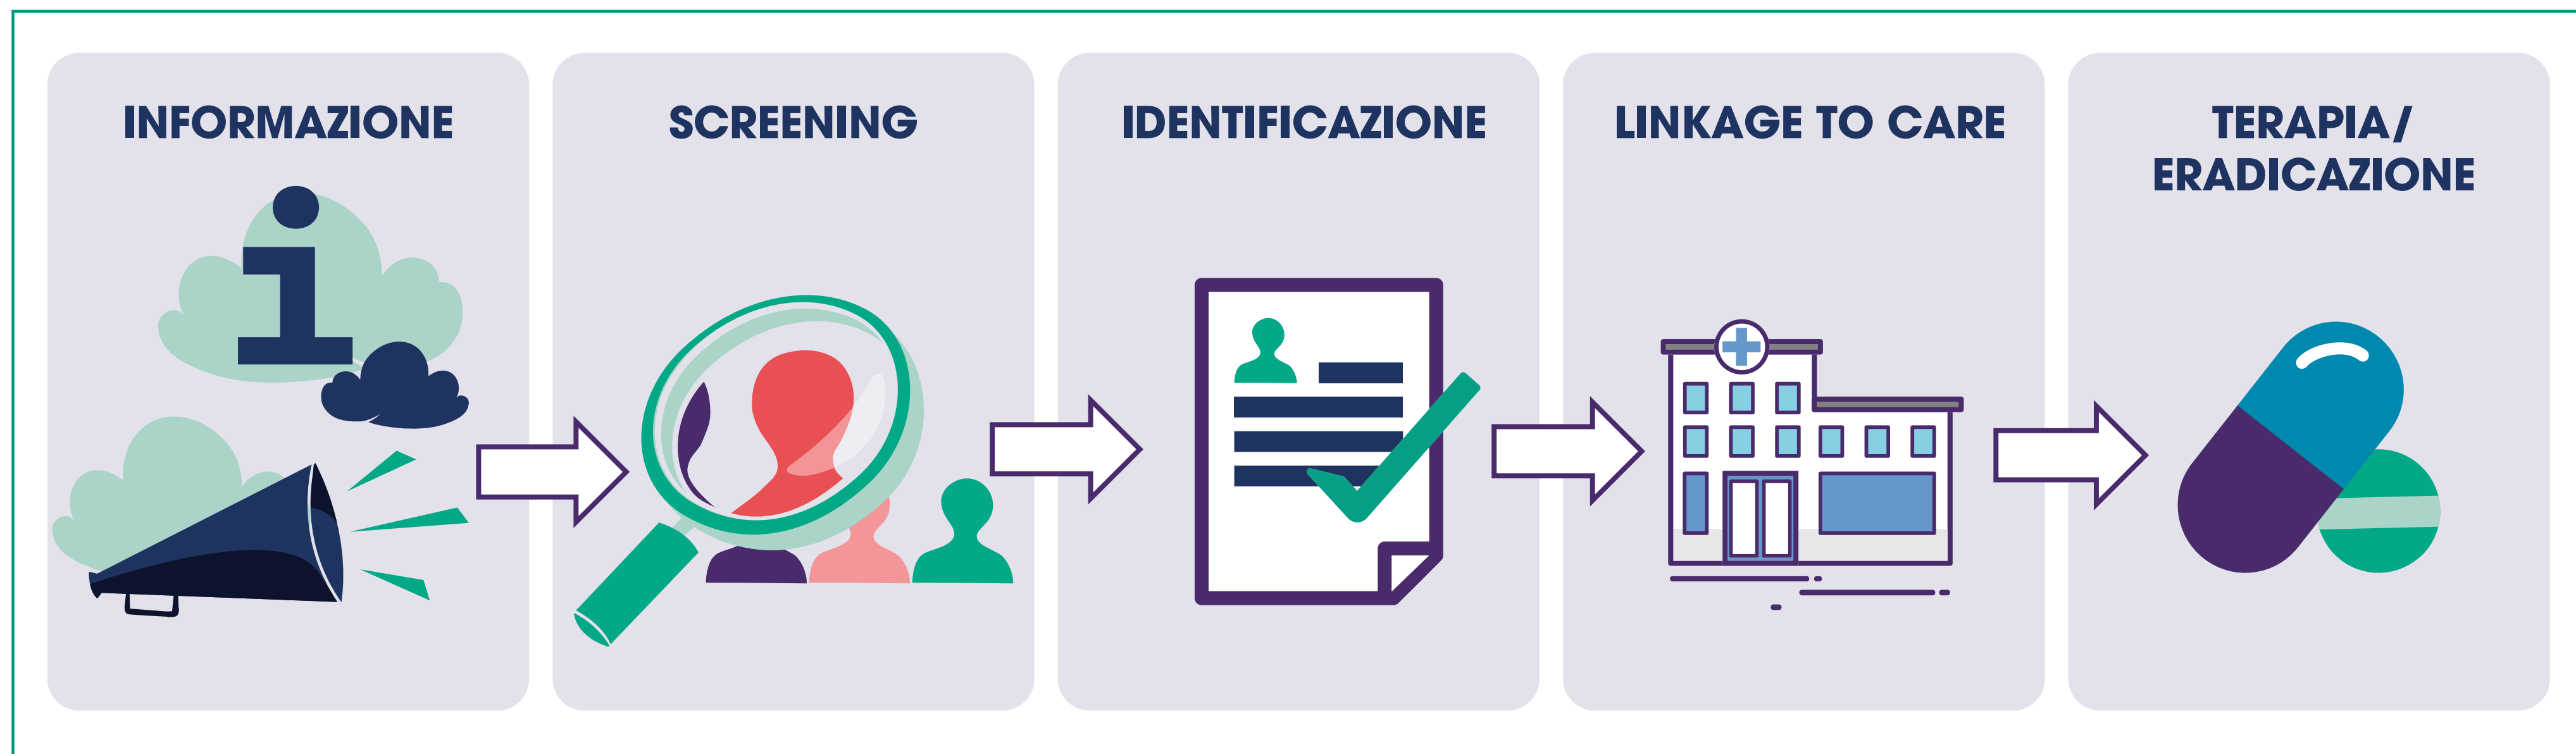 INFORMAZIONE
SCREENING
IDENTIFICAZIONE
LINKAGE TO CARE
TERAPIA/
ERADICAZIONE
i